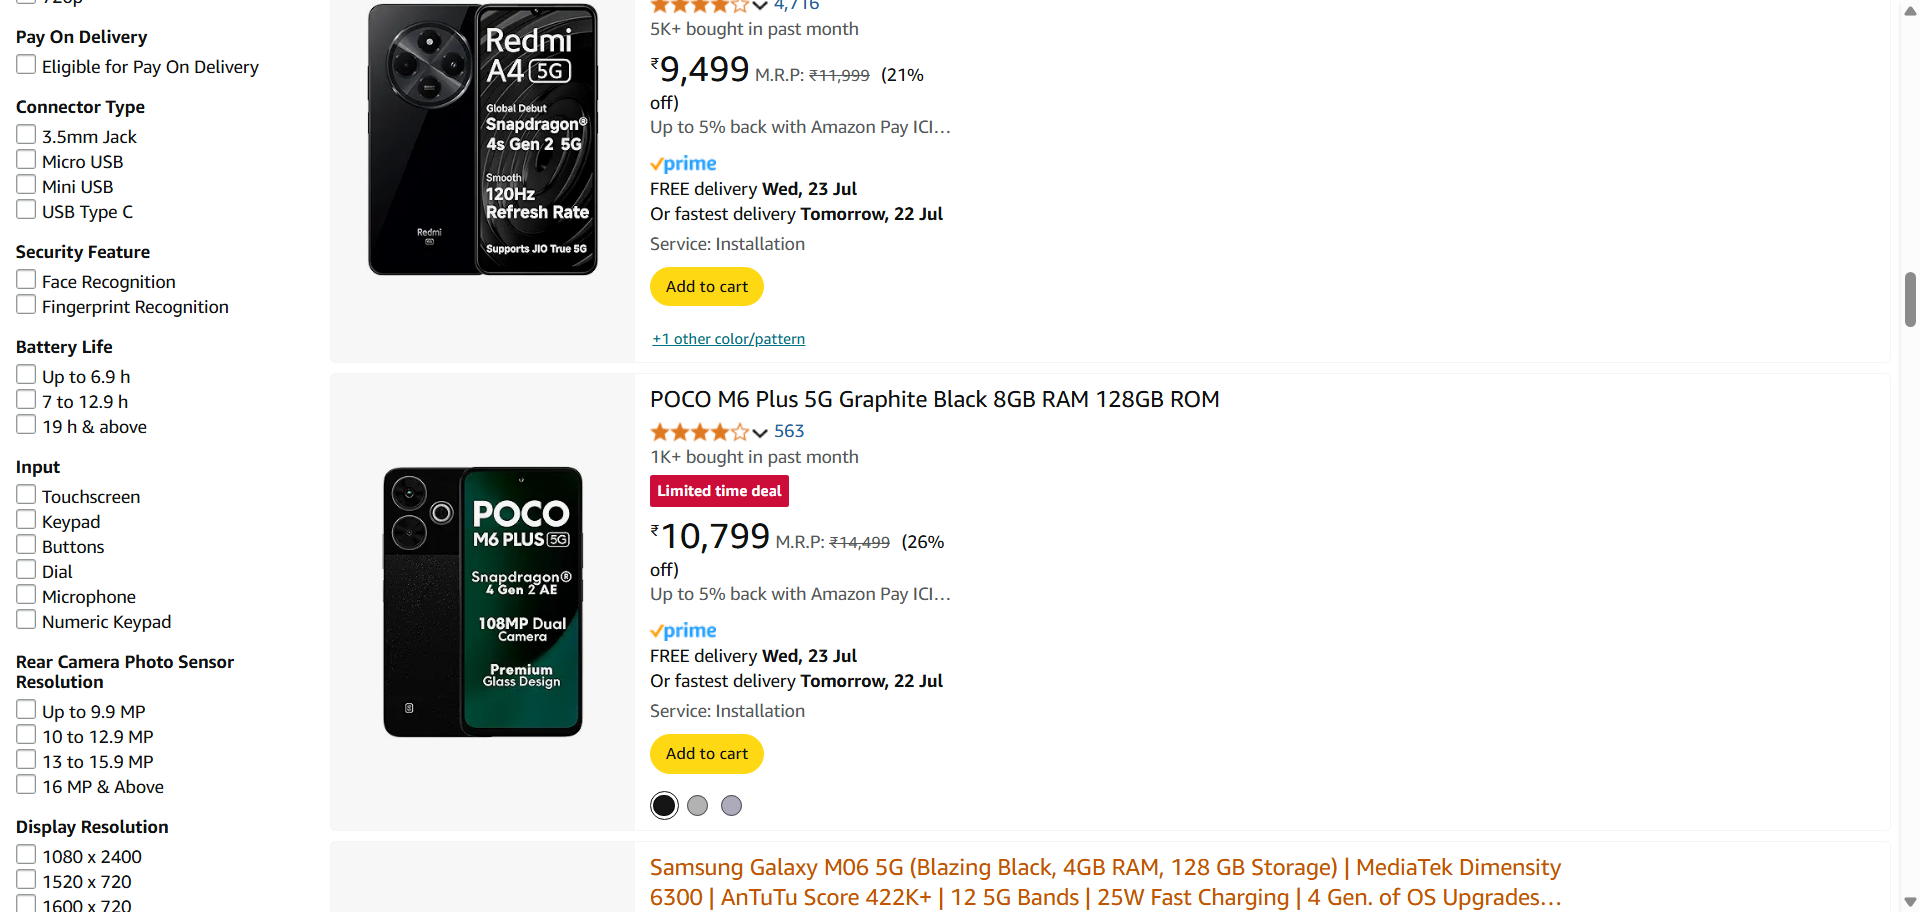 720p
Pay On Delivery
Eligible for Pay On Delivery
Connector Type
3.5mm Jack
Micro USB
Mini USB
USB Type C
Security Feature
Face Recognition
Fingerprint Recognition
Battery Life
Up to 6.9 h
7 to 12.9 h
19 h & above
Input
Touchscreen
Keypad
Buttons
Dial
Microphone
Numeric Keypad
Rear Camera Photo Sensor
Resolution
Up to 9.9 MP
10 to 12.9 MP
13 to 15.9 MP
16 MP & Above
Display Resolution
1080 x 2400
1520 x 720
1600 x 720
Redmi
A4 5G
Global Debut
Snapdragon®
4s Gen 2 5G
Smooth
120Hz
Refresh Rate
Supports JIO True 5G
Redmi
4,716
5K+ bought in past month
₹9,499 M.R.P: ₹11,999 (21%
off)
Up to 5% back with Amazon Pay ICI…
prime
FREE delivery Wed, 23 Jul
Or fastest delivery Tomorrow, 22 Jul
Service: Installation
Add to cart
+1 other color/pattern
POCO
M6 PLUS 5G
Snapdragon®
4 Gen 2 AE
108MP Dual
Camera
Premium
Glass Design
POCO M6 Plus 5G Graphite Black 8GB RAM 128GB ROM
563
1K+ bought in past month
Limited time deal
₹10,799 M.R.P: ₹14,499 (26%
off)
Up to 5% back with Amazon Pay ICI…
prime
FREE delivery Wed, 23 Jul
Or fastest delivery Tomorrow, 22 Jul
Service: Installation
Add to cart
Samsung Galaxy M06 5G (Blazing Black, 4GB RAM, 128 GB Storage) | MediaTek Dimensity
6300 | AnTuTu Score 422K+ | 12 5G Bands | 25W Fast Charging | 4 Gen. of OS Upgrades…